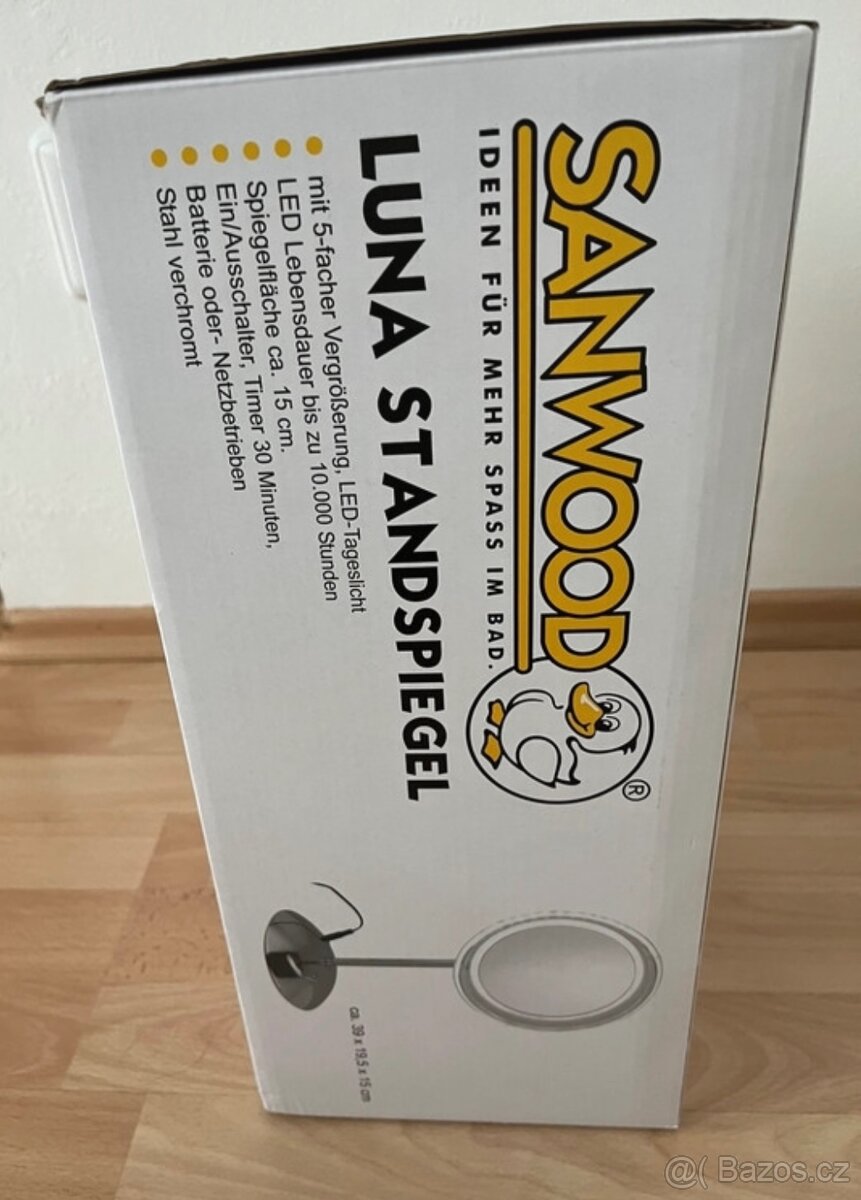 SANWOOD
IDEEN FÜR MEHR SPASS IM BAD.
®
LUNA STANDSPIEGEL
mit 5-facher Vergrößerung, LED-Tageslicht
LED Lebensdauer bis zu 10.000 Stunden
Spiegelfläche ca. 15 cm.
Ein/Ausschalter, Timer 30 Minuten,
Batterie oder- Netzbetrieben
Stahl verchromt
ca. 39 x 19,5 x 15 cm
@( Bazos.cz